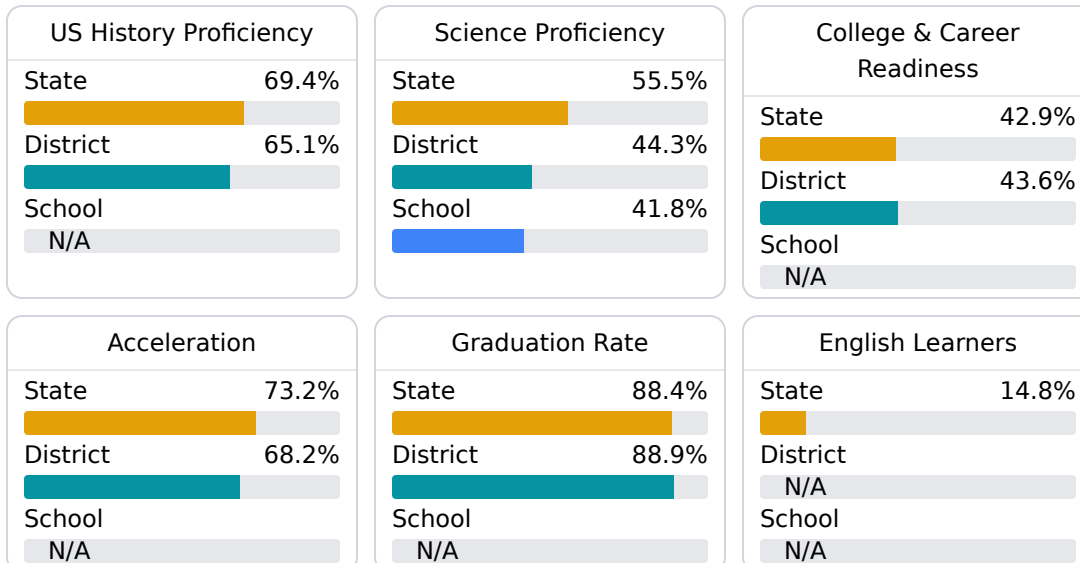 US History Proficiency
State 69.4%
District 65.1%
School
N/A
Science Proficiency
State 55.5%
District 44.3%
School 41.8%
College & Career
Readiness
State 42.9%
District 43.6%
School
N/A
Acceleration
State 73.2%
District 68.2%
School
N/A
Graduation Rate
State 88.4%
District 88.9%
School
N/A
English Learners
State 14.8%
District
N/A
School
N/A